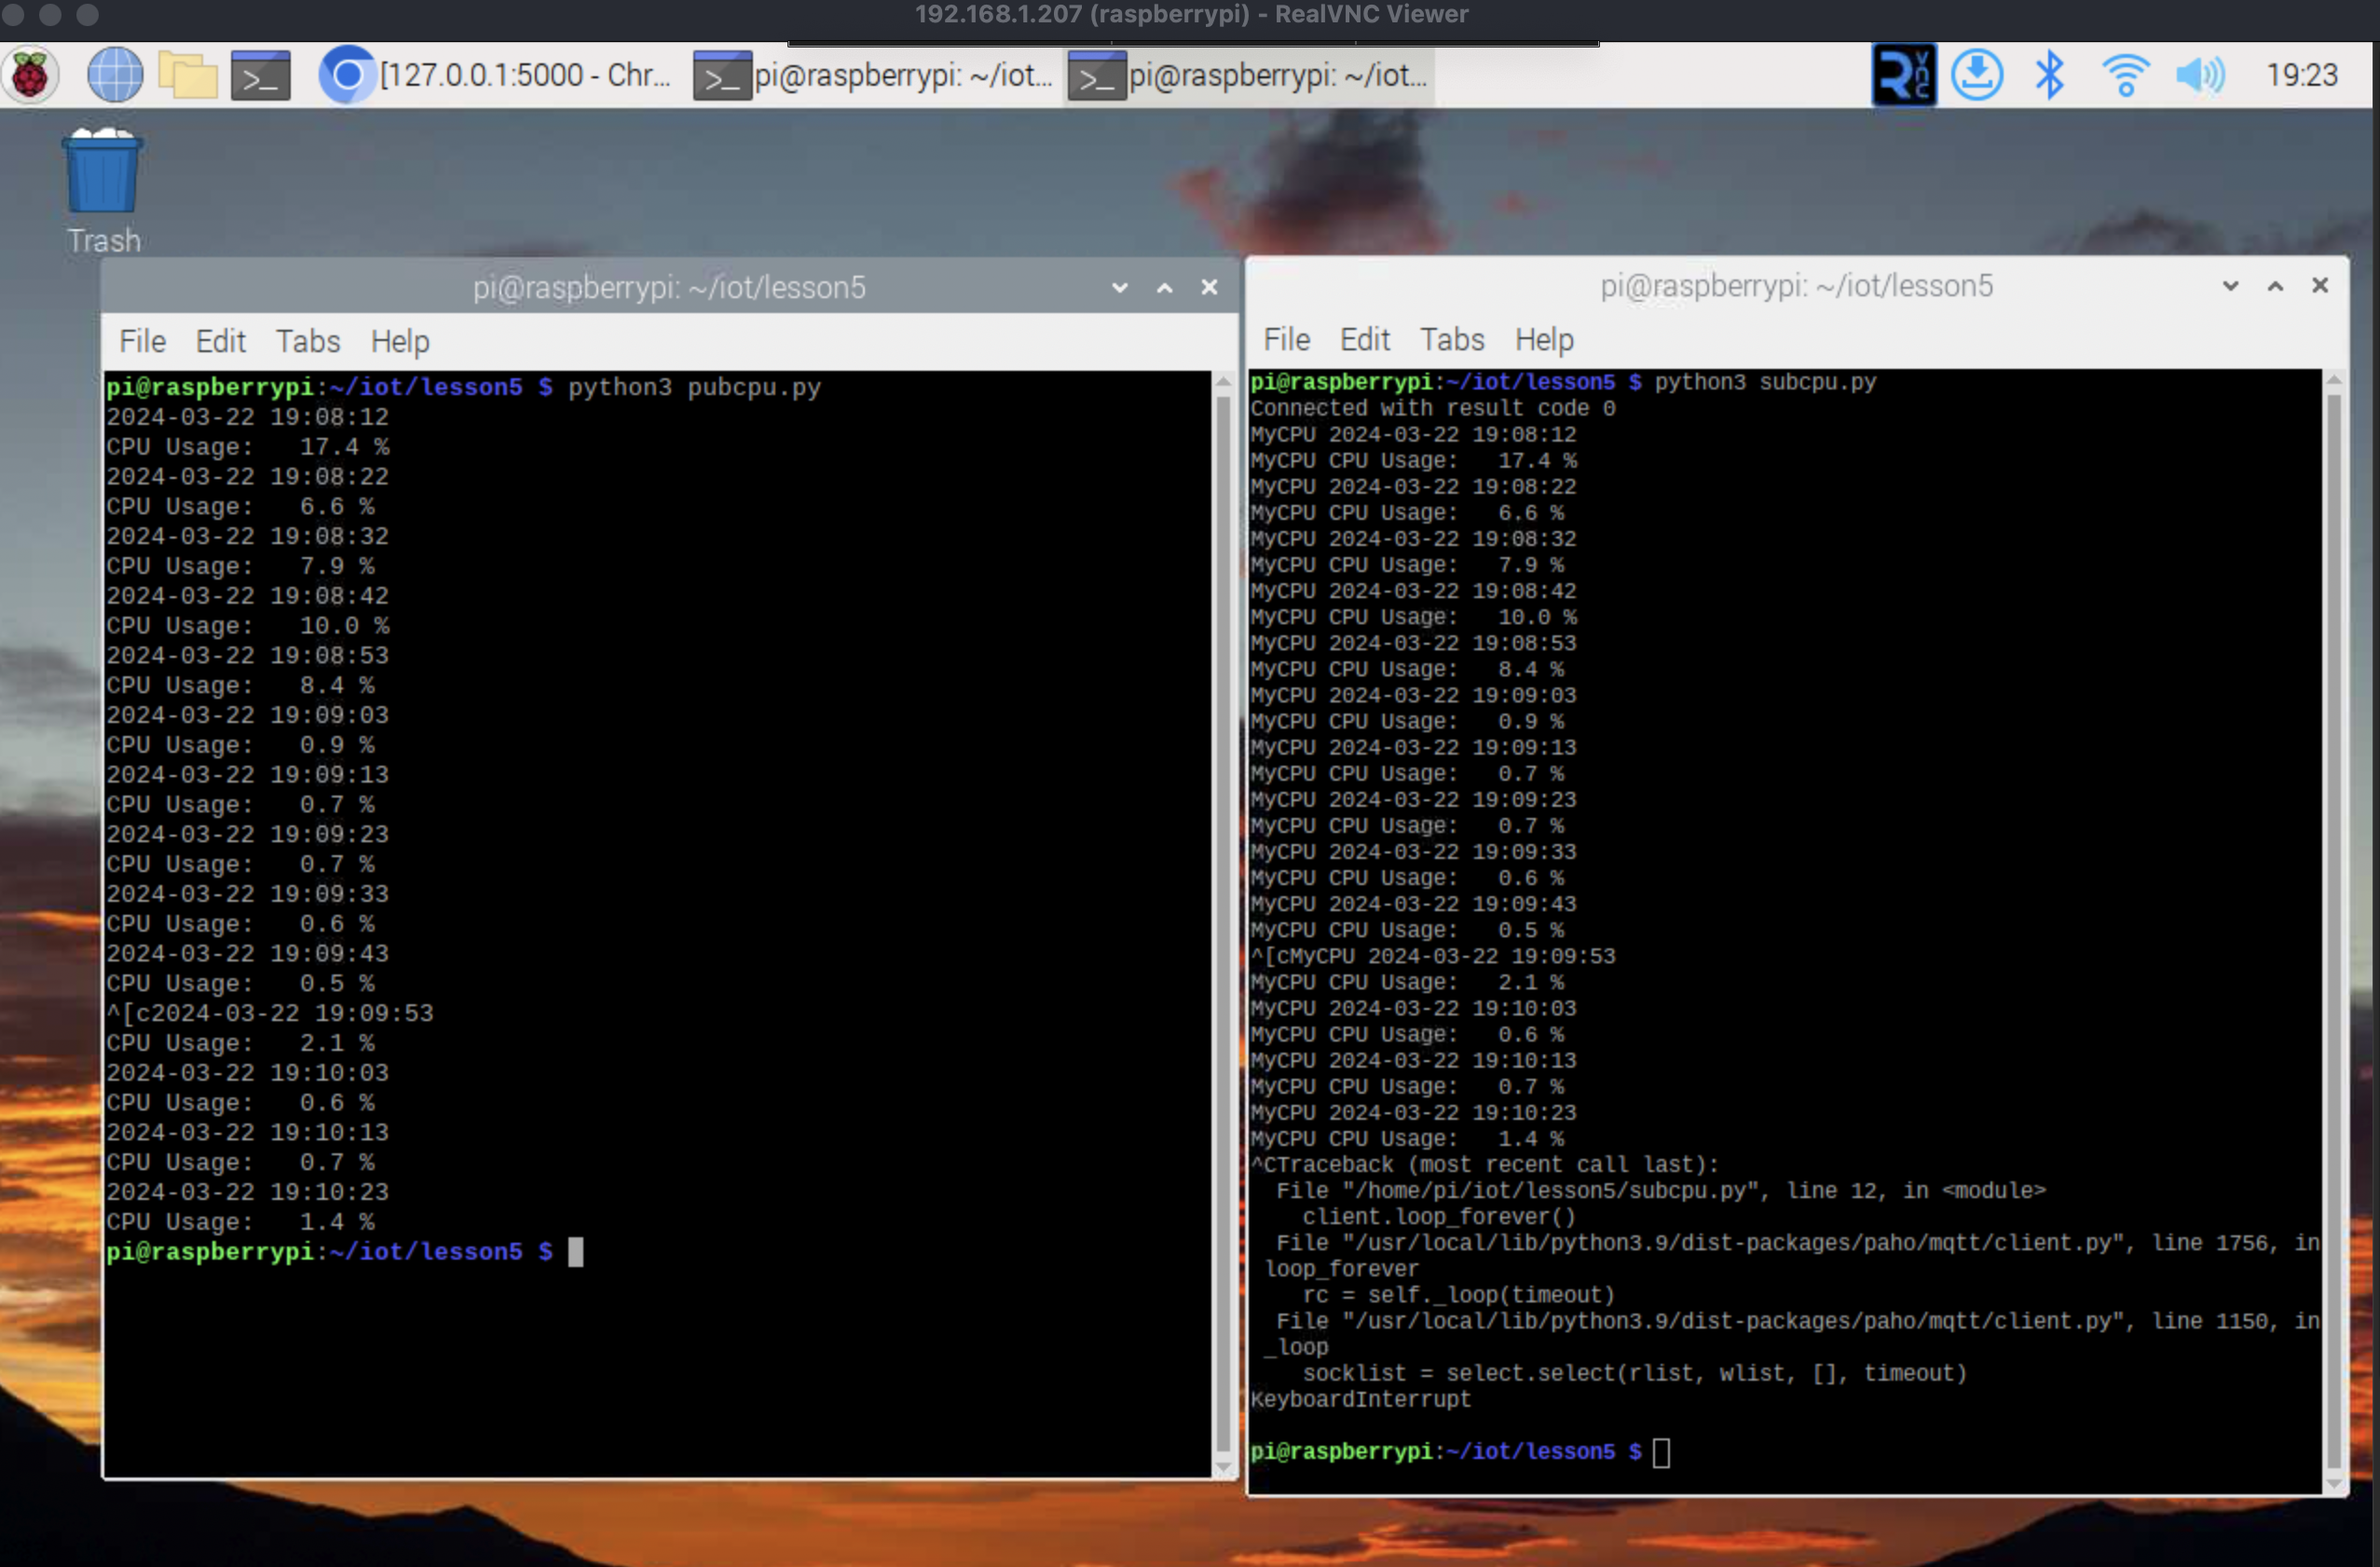 192.168.1.207 (raspberrypi) - RealVNC Viewer
[127.0.0.1:5000 - Chr...
pi@raspberrypi: ~/iot...
pi@raspberrypi: ~/iot...
19:23
Trash
pi@raspberrypi: ~/iot/lesson5
File Edit Tabs Help
pi@raspberrypi:~/iot/lesson5 $ python3 pubcpu.py
2024-03-22 19:08:12
CPU Usage:   17.4 %
2024-03-22 19:08:22
CPU Usage:   6.6 %
2024-03-22 19:08:32
CPU Usage:   7.9 %
2024-03-22 19:08:42
CPU Usage:   10.0 %
2024-03-22 19:08:53
CPU Usage:   8.4 %
2024-03-22 19:09:03
CPU Usage:   0.9 %
2024-03-22 19:09:13
CPU Usage:   0.7 %
2024-03-22 19:09:23
CPU Usage:   0.7 %
2024-03-22 19:09:33
CPU Usage:   0.6 %
2024-03-22 19:09:43
CPU Usage:   0.5 %
^[c2024-03-22 19:09:53
CPU Usage:   2.1 %
2024-03-22 19:10:03
CPU Usage:   0.6 %
2024-03-22 19:10:13
CPU Usage:   0.7 %
2024-03-22 19:10:23
CPU Usage:   1.4 %
pi@raspberrypi:~/iot/lesson5 $
pi@raspberrypi: ~/iot/lesson5
File Edit Tabs Help
pi@raspberrypi:~/iot/lesson5 $ python3 subcpu.py
Connected with result code 0
MyCPU 2024-03-22 19:08:12
MyCPU CPU Usage:   17.4 %
MyCPU 2024-03-22 19:08:22
MyCPU CPU Usage:   6.6 %
MyCPU 2024-03-22 19:08:32
MyCPU CPU Usage:   7.9 %
MyCPU 2024-03-22 19:08:42
MyCPU CPU Usage:   10.0 %
MyCPU 2024-03-22 19:08:53
MyCPU CPU Usage:   8.4 %
MyCPU 2024-03-22 19:09:03
MyCPU CPU Usage:   0.9 %
MyCPU 2024-03-22 19:09:13
MyCPU CPU Usage:   0.7 %
MyCPU 2024-03-22 19:09:23
MyCPU CPU Usage:   0.7 %
MyCPU 2024-03-22 19:09:33
MyCPU CPU Usage:   0.6 %
MyCPU 2024-03-22 19:09:43
MyCPU CPU Usage:   0.5 %
^[cMyCPU 2024-03-22 19:09:53
MyCPU CPU Usage:   2.1 %
MyCPU 2024-03-22 19:10:03
MyCPU CPU Usage:   0.6 %
MyCPU 2024-03-22 19:10:13
MyCPU CPU Usage:   0.7 %
MyCPU 2024-03-22 19:10:23
MyCPU CPU Usage:   1.4 %
^CTraceback (most recent call last):
  File "/home/pi/iot/lesson5/subcpu.py", line 12, in <module>
    client.loop_forever()
  File "/usr/local/lib/python3.9/dist-packages/paho/mqtt/client.py", line 1756, in
 loop_forever
    rc = self._loop(timeout)
  File "/usr/local/lib/python3.9/dist-packages/paho/mqtt/client.py", line 1150, in
 _loop
    socklist = select.select(rlist, wlist, [], timeout)
KeyboardInterrupt
pi@raspberrypi:~/iot/lesson5 $